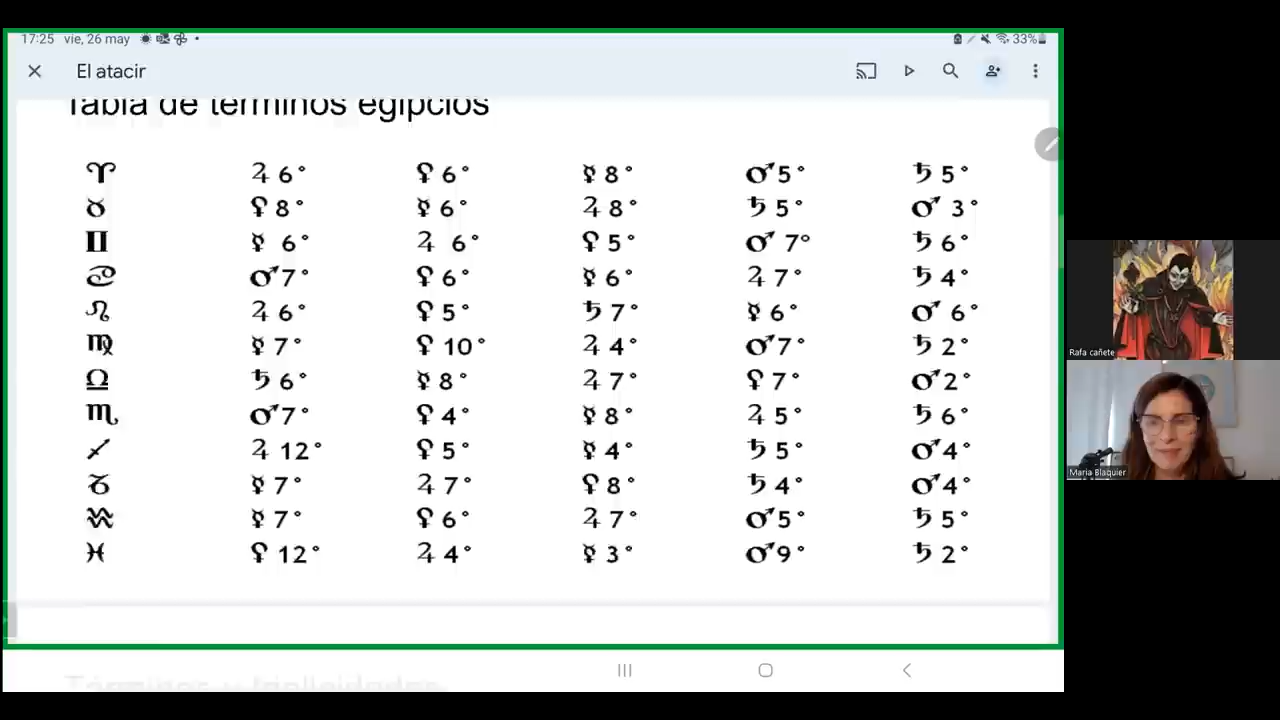 17:25 vie, 26 may
33%
El atacir
Tabla de términos egipcios
♈ ♃ 6° ♀ 6° ☿ 8° ♂ 5° ♄ 5°
♉ ♀ 8° ☿ 6° ♃ 8° ♄ 5° ♂ 3°
♊ ☿ 6° ♃ 6° ♀ 5° ♂ 7° ♄ 6°
♋ ♂ 7° ♀ 6° ☿ 6° ♃ 7° ♄ 4°
♌ ♃ 6° ♀ 5° ♄ 7° ☿ 6° ♂ 6°
♍ ☿ 7° ♀ 10° ♃ 4° ♂ 7° ♄ 2°
♎ ♄ 6° ☿ 8° ♃ 7° ♀ 7° ♂ 2°
♏ ♂ 7° ♀ 4° ☿ 8° ♃ 5° ♄ 6°
♐ ♃ 12° ♀ 5° ☿ 4° ♄ 5° ♂ 4°
♑ ☿ 7° ♃ 7° ♀ 8° ♄ 4° ♂ 4°
♒ ☿ 7° ♀ 6° ♃ 7° ♂ 5° ♄ 5°
♓ ♀ 12° ♃ 4° ☿ 3° ♂ 9° ♄ 2°
Términos y triplicidades
Rafa cañete
Maria Blaquier